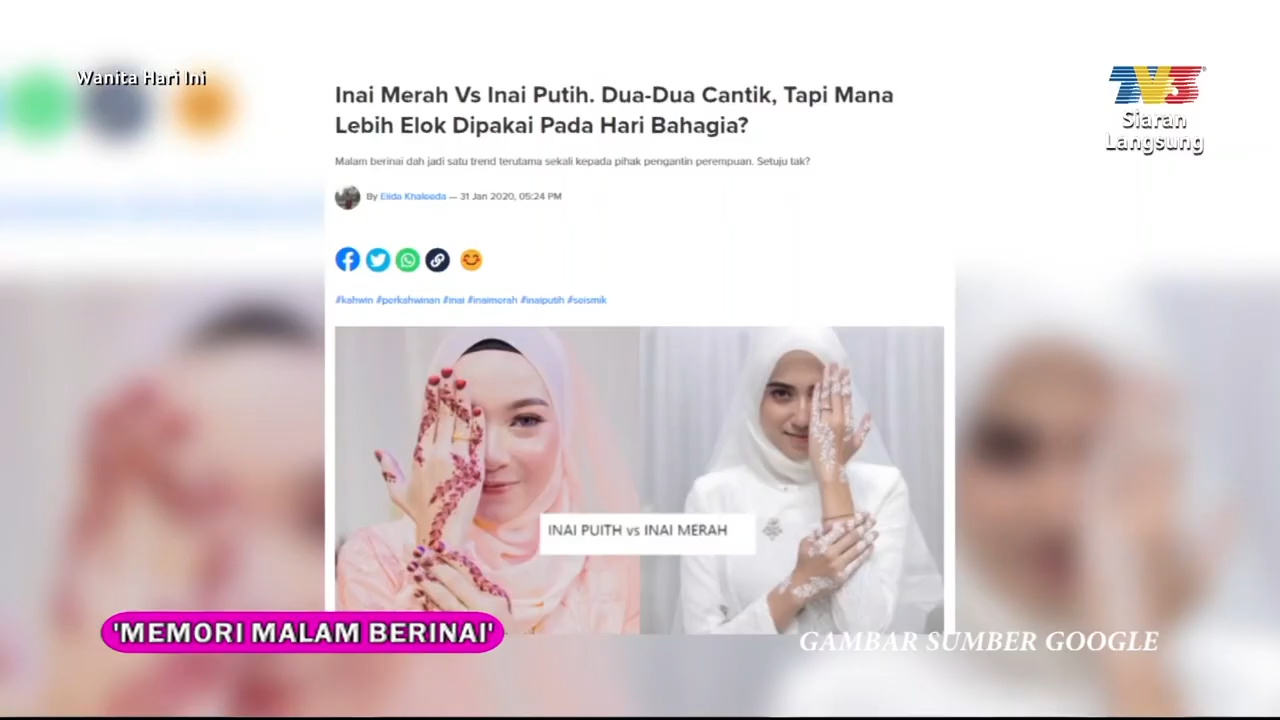 Wanita Hari Ini
TV3
Siaran
Langsung
Inai Merah Vs Inai Putih. Dua-Dua Cantik, Tapi Mana
Lebih Elok Dipakai Pada Hari Bahagia?
Malam berinai dah jadi satu trend terutama sekali kepada pihak pengantin perempuan. Setuju tak?
By Elida Khaleeda — 31 Jan 2020, 05:24 PM
#kahwin #perkahwinan #inai #inaimerah #inaiputih #seismik
INAI PUITH vs INAI MERAH
'MEMORI MALAM BERINAI'
GAMBAR SUMBER GOOGLE